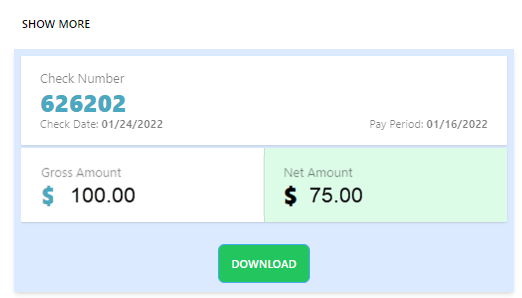 SHOW MORE
Check Number
626202
Check Date: 01/24/2022 Pay Period: 01/16/2022
Gross Amount Net Amount
$ 100.00 $ 75.00
DOWNLOAD